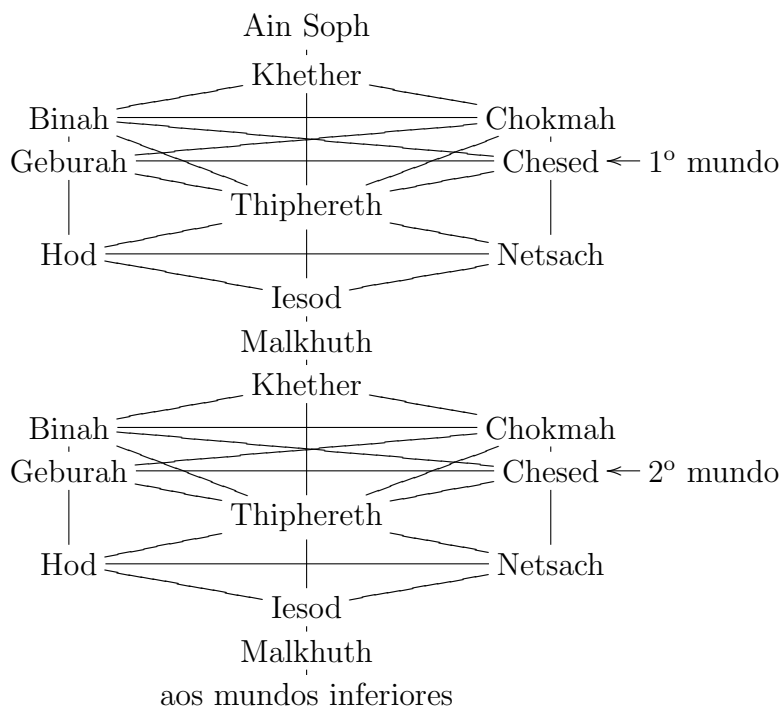 Ain Soph
Khether
Binah Chokmah
Geburah Chesed 1º mundo
Thiphereth
Hod Netsach
Iesod
Malkhuth
Khether
Binah Chokmah
Geburah Chesed 2º mundo
Thiphereth
Hod Netsach
Iesod
Malkhuth
aos mundos inferiores